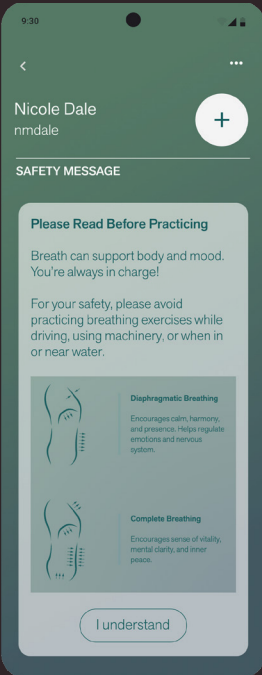 9:30
Nicole Dale
nmdale
SAFETY MESSAGE
Please Read Before Practicing
Breath can support body and mood.
You're always in charge!
For your safety, please avoid
practicing breathing exercises while
driving, using machinery, or when in
or near water.
Diaphragmatic Breathing
Encourages calm, harmony,
and presence. Helps regulate
emotions and nervous
system.
Complete Breathing
Encourages sense of vitality,
mental clarity, and inner
peace.
I understand